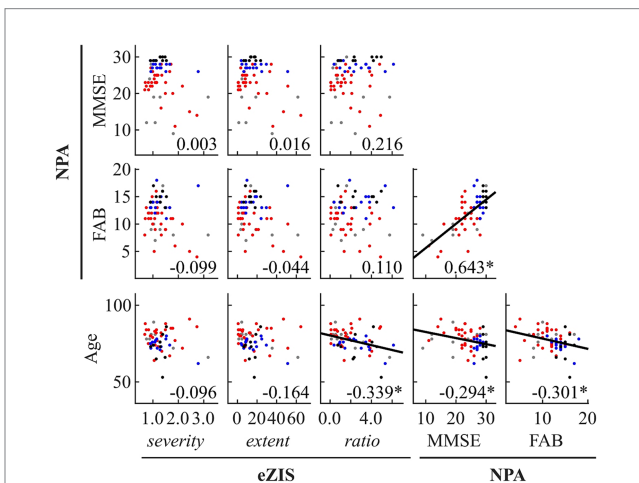 NPA
MMSE
30
20
10
0.003
0.016
0.216
FAB
20
15
10
5
-0.099
-0.044
0.110
0.643*
Age
100
50
-0.096
-0.164
-0.339*
-0.294*
-0.301*
1.0 2.0 3.0
0 20 40 60
0.0 4.0
10 20 30
10 20
severity
extent
ratio
MMSE
FAB
eZIS
NPA